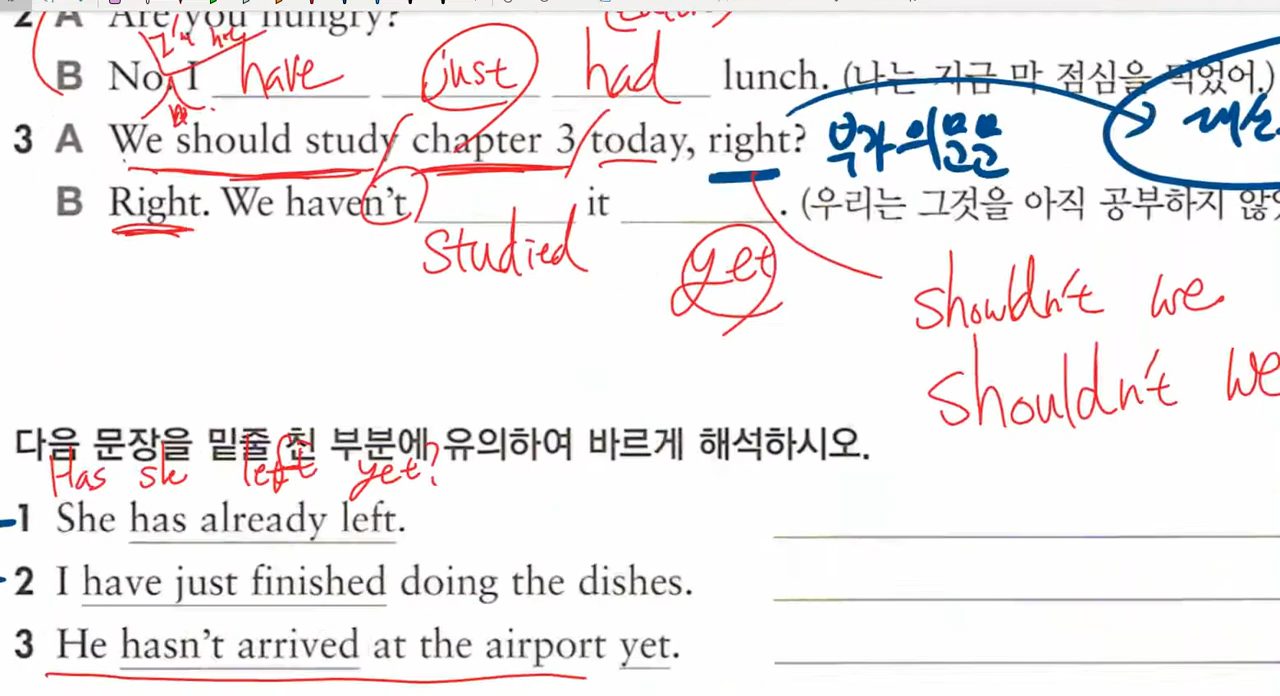 2 A Are you hungry?
B No, I have just had lunch. (나는 지금 막 점심을 먹었어.)
3 A We should study chapter 3 today, right? 부가의문문
B Right. We haven't studied it yet. (우리는 그것을 아직 공부하지 않았
shouldn't we
shouldn't we
다음 문장을 밑줄 친 부분에 유의하여 바르게 해석하시오.
Has she left yet?
1 She has already left.
2 I have just finished doing the dishes.
3 He hasn't arrived at the airport yet.